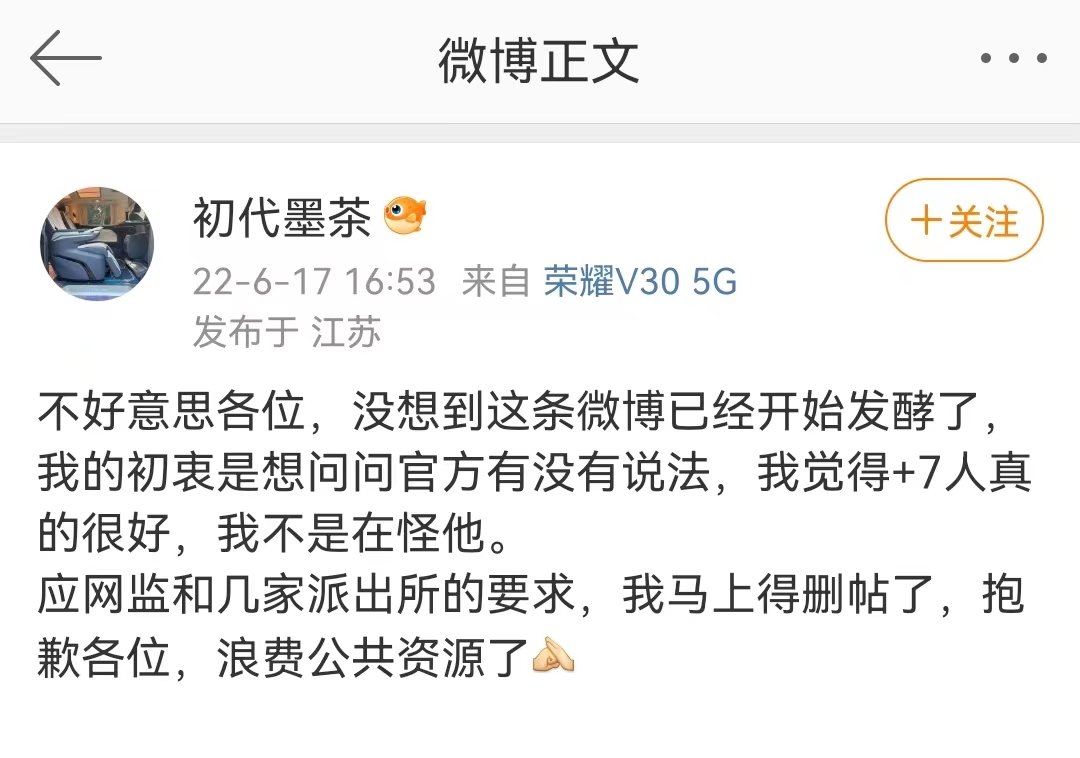 微博正文
初代墨茶
+关注
22-6-17 16:53 来自 荣耀V30 5G
发布于 江苏
不好意思各位，没想到这条微博已经开始发酵了，
我的初衷是想问问官方有没有说法，我觉得+7人真
的很好，我不是在怪他。
应网监和几家派出所的要求，我马上得删帖了，抱
歉各位，浪费公共资源了